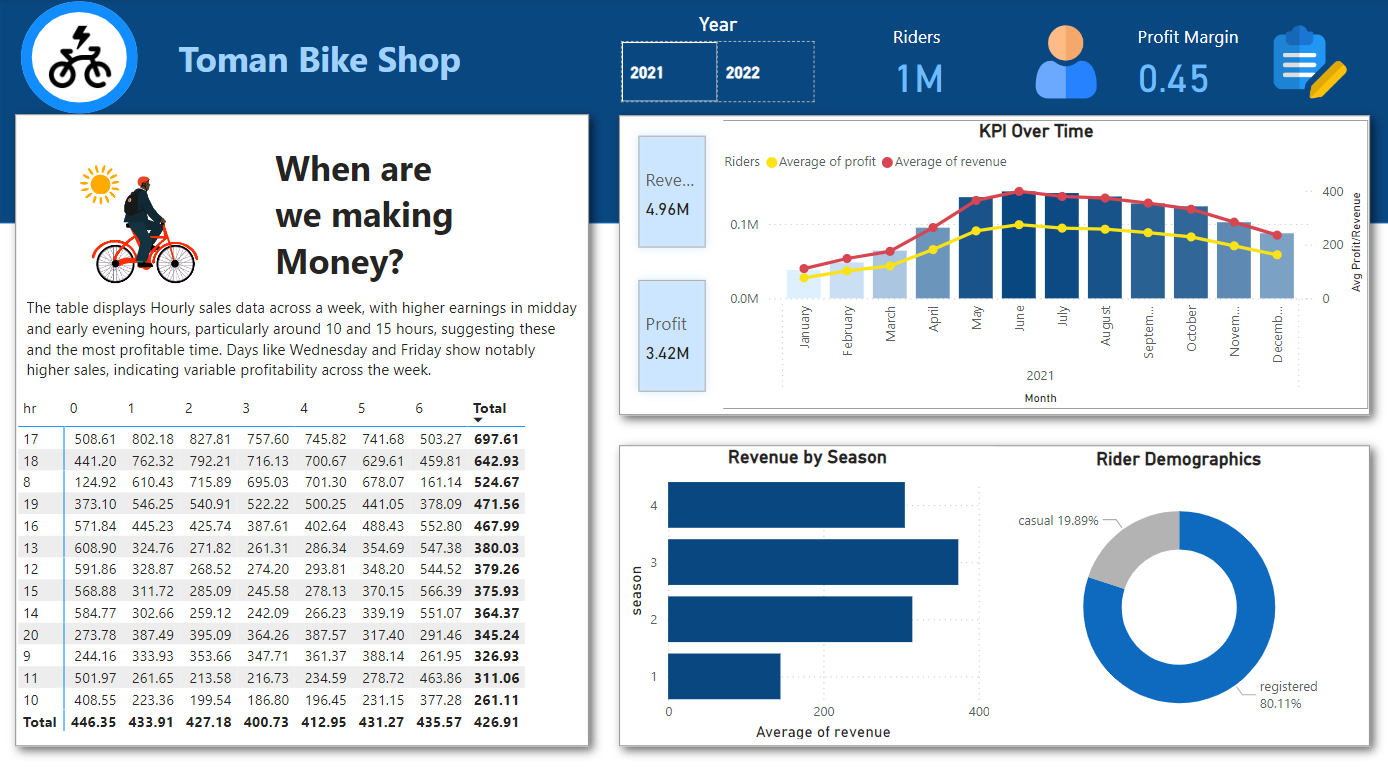 Toman Bike Shop
Year
2021 2022
Riders
1M
Profit Margin
0.45
When are
we making
Money?
The table displays Hourly sales data across a week, with higher earnings in midday
and early evening hours, particularly around 10 and 15 hours, suggesting these
and the most profitable time. Days like Wednesday and Friday show notably
higher sales, indicating variable profitability across the week.
hr 0 1 2 3 4 5 6 Total
17 508.61 802.18 827.81 757.60 745.82 741.68 503.27 697.61
18 441.20 762.32 792.21 716.13 700.67 629.61 459.81 642.93
8 124.92 610.43 715.89 695.03 701.30 678.07 161.14 524.67
19 373.10 546.25 540.91 522.22 500.25 441.05 378.09 471.56
16 571.84 445.23 425.74 387.61 402.64 488.43 552.80 467.99
13 608.90 324.76 271.82 261.31 286.34 354.69 547.38 380.03
12 591.86 328.87 268.52 274.20 293.81 348.20 544.52 379.26
15 568.88 311.72 285.09 245.58 278.13 370.15 566.39 375.93
14 584.77 302.66 259.12 242.09 266.23 339.19 551.07 364.37
20 273.78 387.49 395.09 364.26 387.57 317.40 291.46 345.24
9 244.16 333.93 353.66 347.71 361.37 388.14 261.95 326.93
11 501.97 261.65 213.58 216.73 234.59 278.72 463.86 311.06
10 408.55 223.36 199.54 186.80 196.45 231.15 377.28 261.11
Total 446.35 433.91 427.18 400.73 412.95 431.27 435.57 426.91
Reve...
4.96M
Profit
3.42M
KPI Over Time
Riders Average of profit Average of revenue
0.1M
0.0M
400
200
0
Avg Profit/Revenue
January
February
March
April
May
June
July
August
Septem...
October
Novem...
Decemb...
2021
Month
Revenue by Season
season
4
3
2
1
0 200 400
Average of revenue
Rider Demographics
casual 19.89%
registered
80.11%